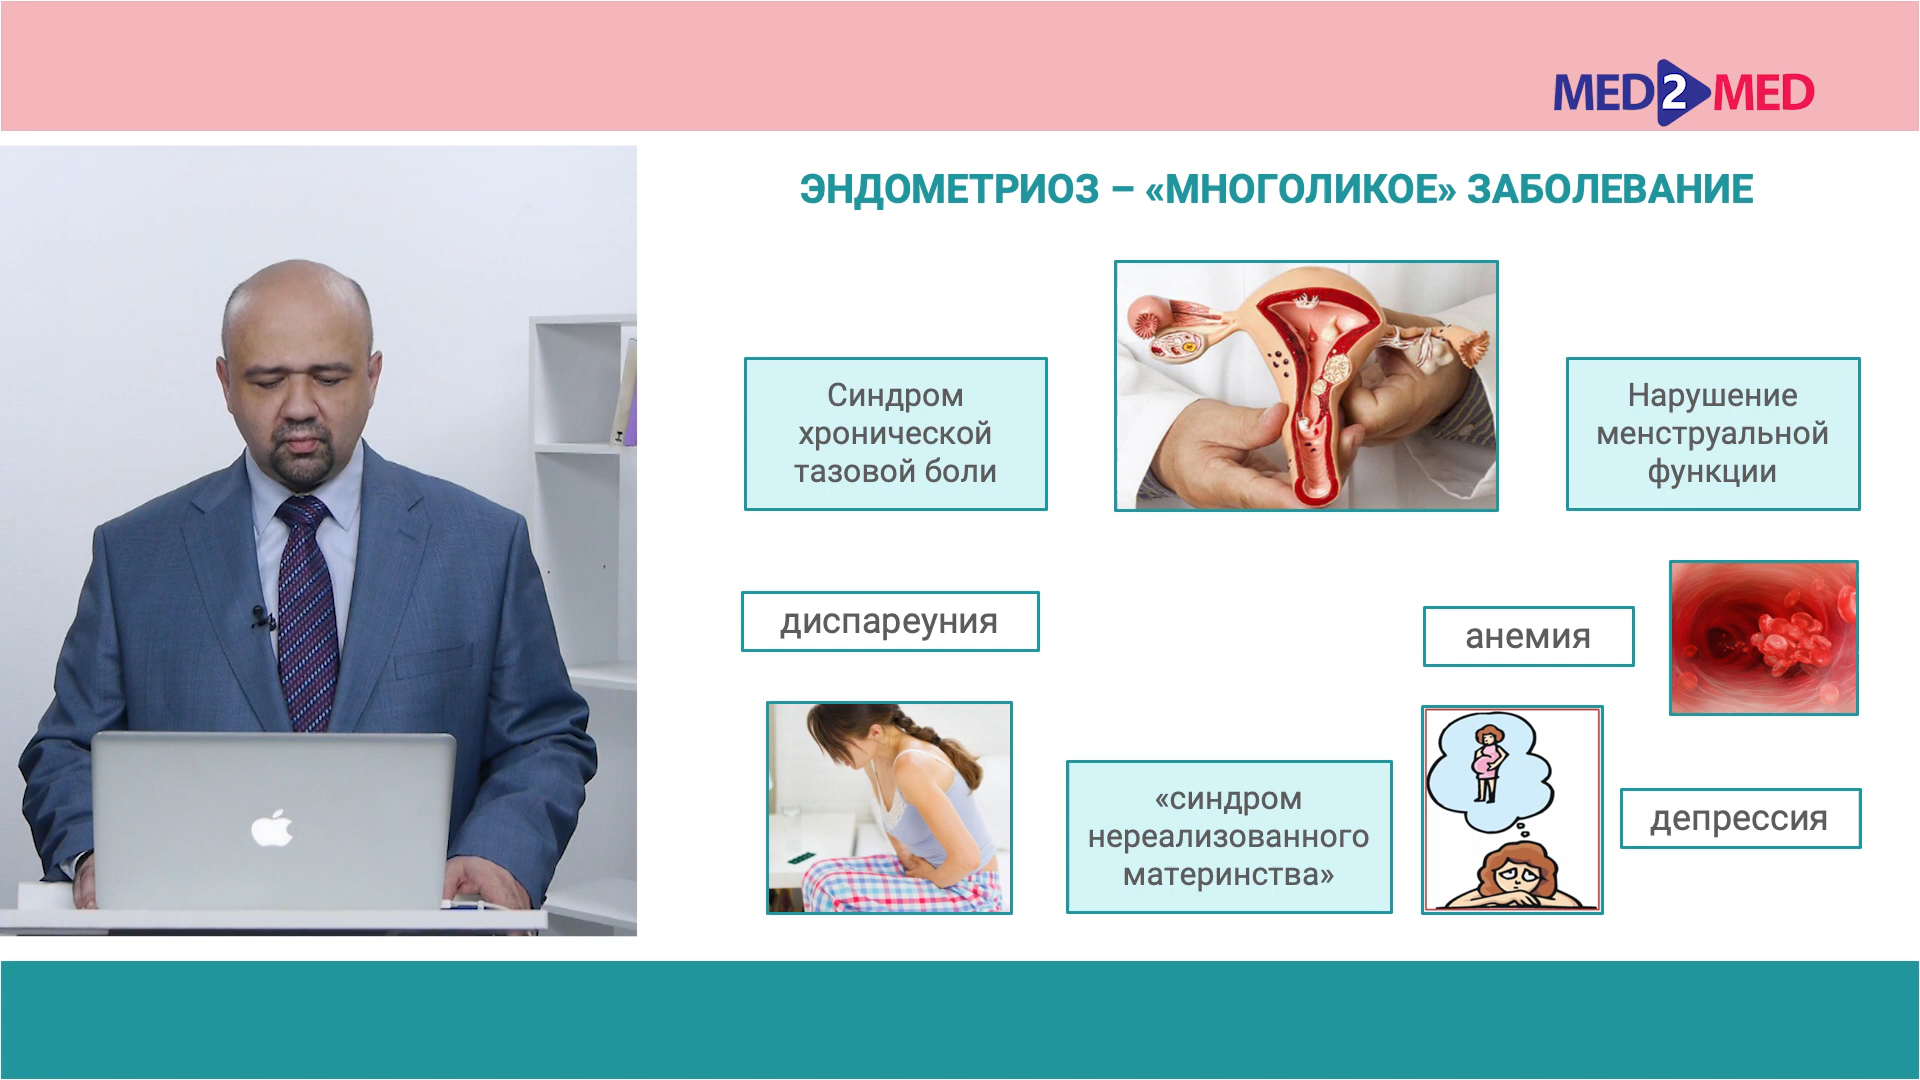 MED2MED
ЭНДОМЕТРИОЗ – «МНОГОЛИКОЕ» ЗАБОЛЕВАНИЕ
Синдром
хронической
тазовой боли
Нарушение
менструальной
функции
диспареуния
анемия
«синдром
нереализованного
материнства»
депрессия